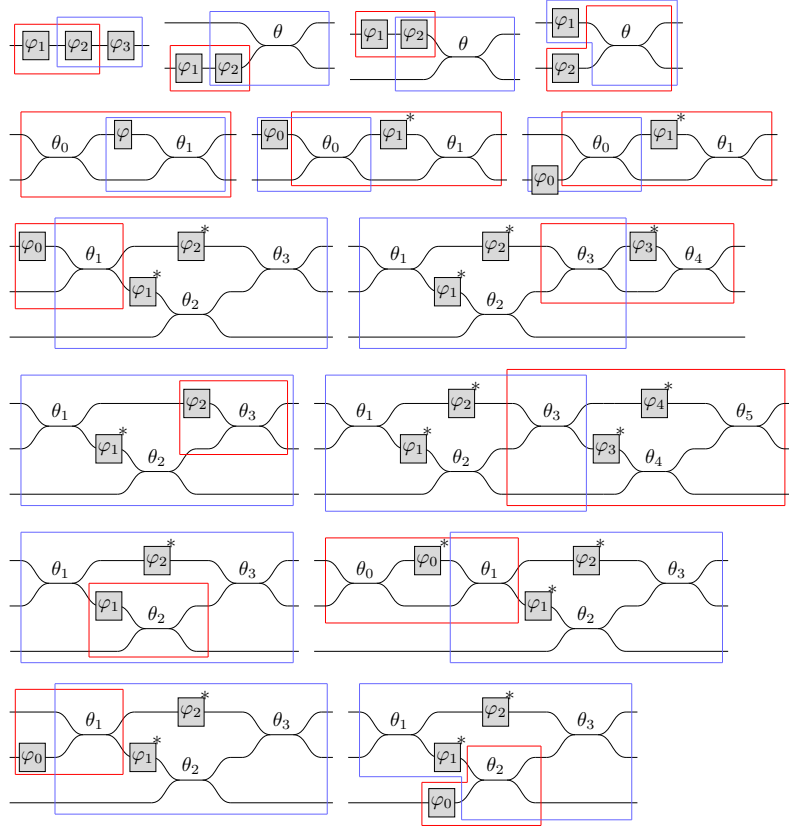 φ₁ φ₂ φ₃ θ φ₁ φ₂ φ₁ φ₂ θ φ₁ φ₂ θ
θ₀ φ θ₁ φ₀ θ₀ φ₁* θ₁ φ₀ θ₀ φ₁* θ₁
φ₀ θ₁ φ₁* φ₂* θ₂ θ₃ θ₁ φ₁* φ₂* θ₂ θ₃ φ₃* θ₄
θ₁ φ₁* θ₂ φ₂ θ₃ θ₁ φ₁* φ₂* θ₂ θ₃ φ₃* φ₄* θ₄ θ₅
θ₁ φ₁ φ₂* θ₂ θ₃ θ₀ φ₀* θ₁ φ₁* φ₂* θ₂ θ₃
φ₀ θ₁ φ₁* φ₂* θ₂ θ₃ θ₁ φ₁* φ₂* φ₀ θ₂ θ₃